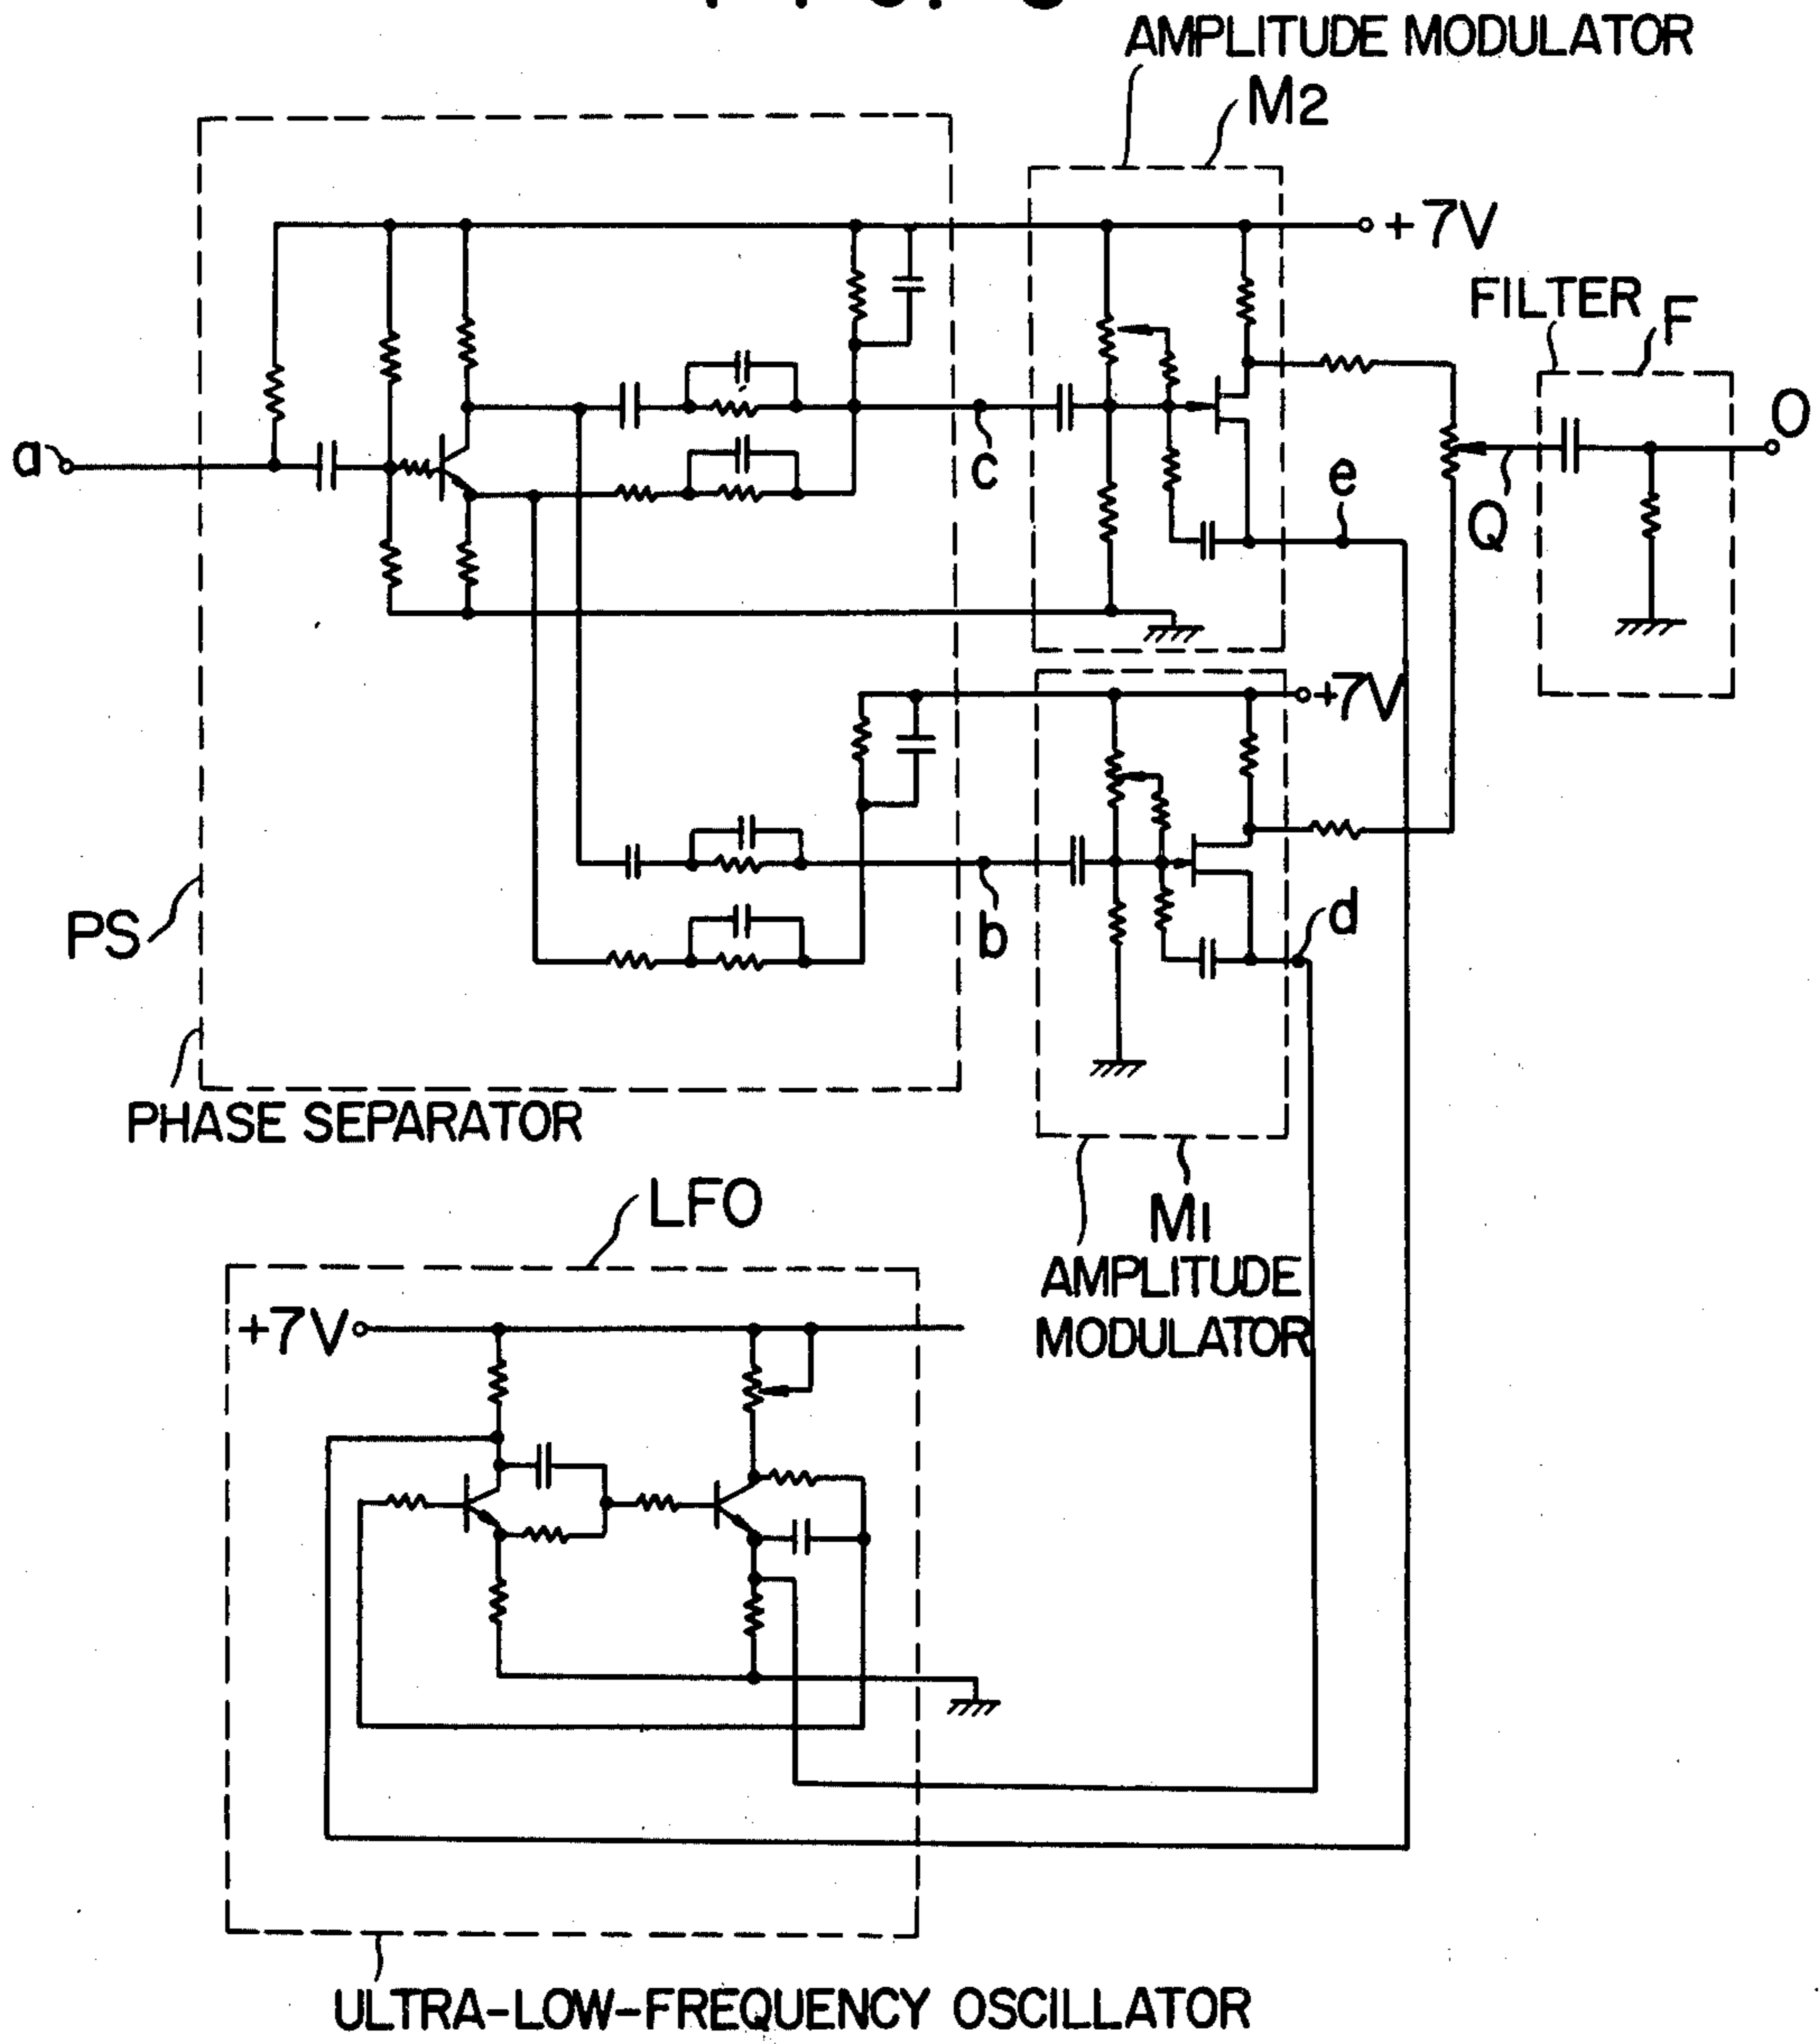 AMPLITUDE MODULATOR
M2
+7V
FILTER F
a
c
e
Q
O
+7V
PS
b
d
PHASE SEPARATOR
LFO
M1
AMPLITUDE
MODULATOR
+7V
ULTRA-LOW-FREQUENCY OSCILLATOR